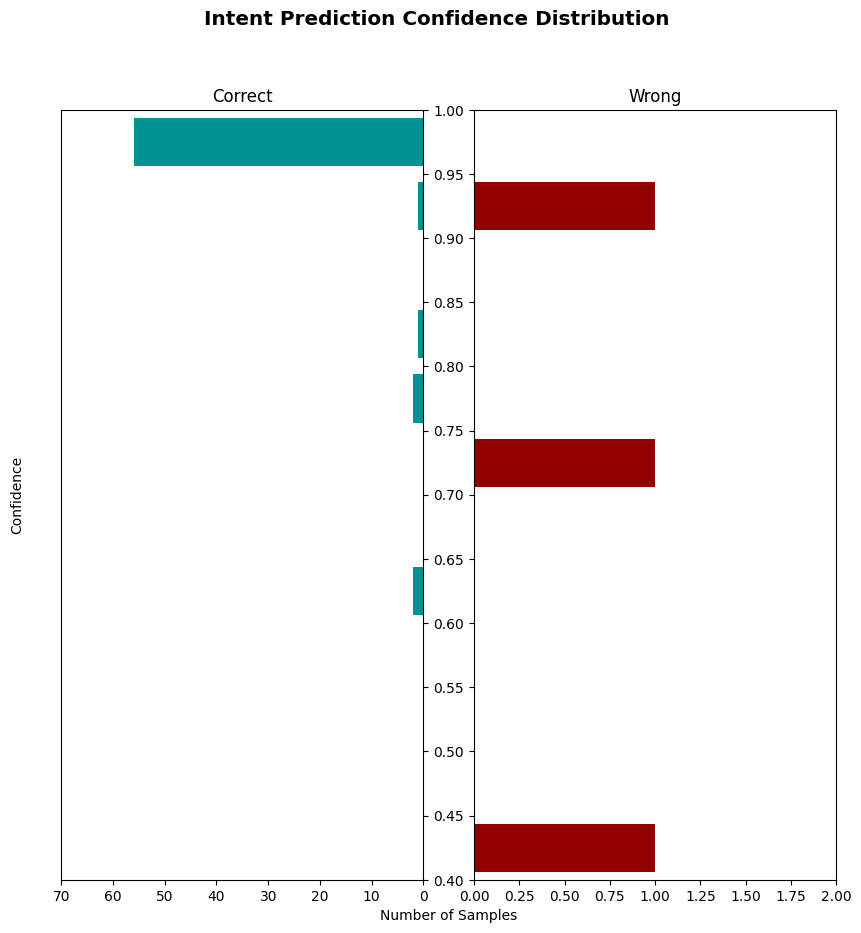 Intent Prediction Confidence Distribution
Correct
Wrong
1.00
0.95
0.90
0.85
0.80
0.75
0.70
0.65
0.60
0.55
0.50
0.45
0.40
Confidence
70 60 50 40 30 20 10 0
0.00 0.25 0.50 0.75 1.00 1.25 1.50 1.75 2.00
Number of Samples